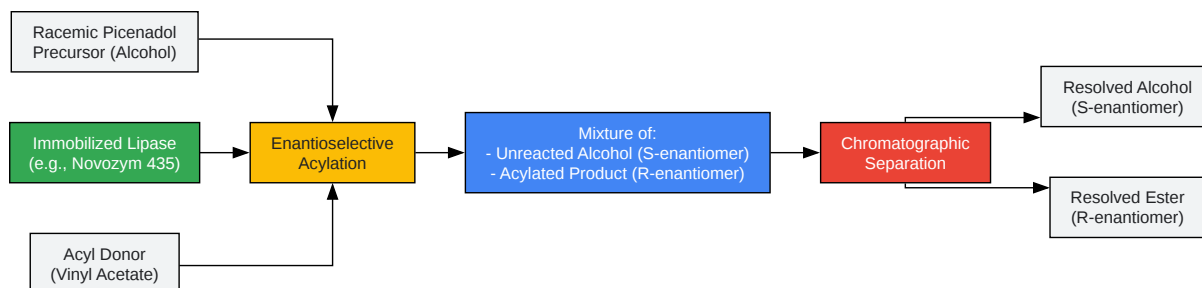 Racemic Picenadol
Precursor (Alcohol)
Immobilized Lipase
(e.g., Novozym 435)
Acyl Donor
(Vinyl Acetate)
Enantioselective
Acylation
Mixture of:
- Unreacted Alcohol (S-enantiomer)
- Acylated Product (R-enantiomer)
Chromatographic
Separation
Resolved Alcohol
(S-enantiomer)
Resolved Ester
(R-enantiomer)